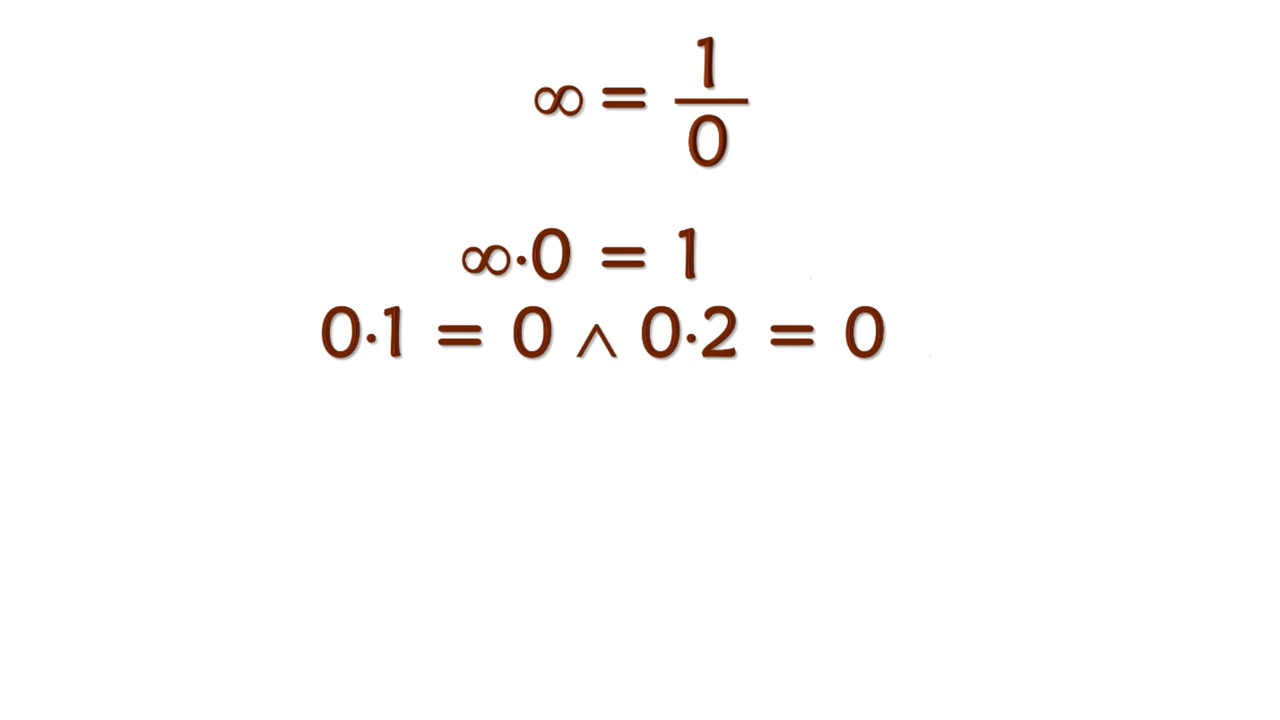 ∞ = 1/0
∞·0 = 1
0·1 = 0 ∧ 0·2 = 0